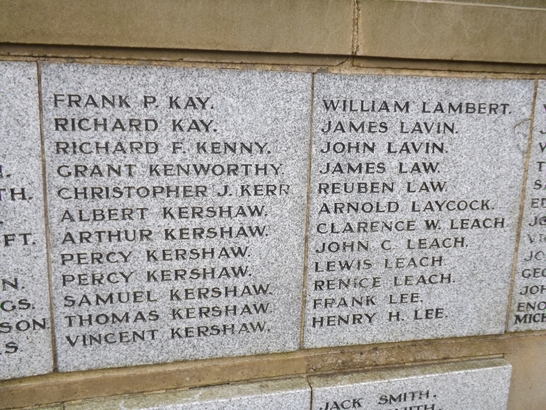 FRANK P. KAY.
RICHARD KAY.
RICHARD F. KENNY.
GRANT KENWORTHY.
CHRISTOPHER J. KERR
ALBERT KERSHAW.
ARTHUR KERSHAW.
PERCY KERSHAW.
PERCY KERSHAW.
SAMUEL KERSHAW.
THOMAS KERSHAW.
VINCENT KERSHAW.
WILLIAM LAMBERT.
JAMES LAVIN.
JOHN LAVIN.
JAMES LAW.
REUBEN LAW.
ARNOLD LAYCOCK.
CLARENCE W. LEACH.
JOHN C. LEACH.
LEWIS LEACH.
RENICE LEACH.
FRANK LEE.
HENRY H. LEE.
JACK SMITH.